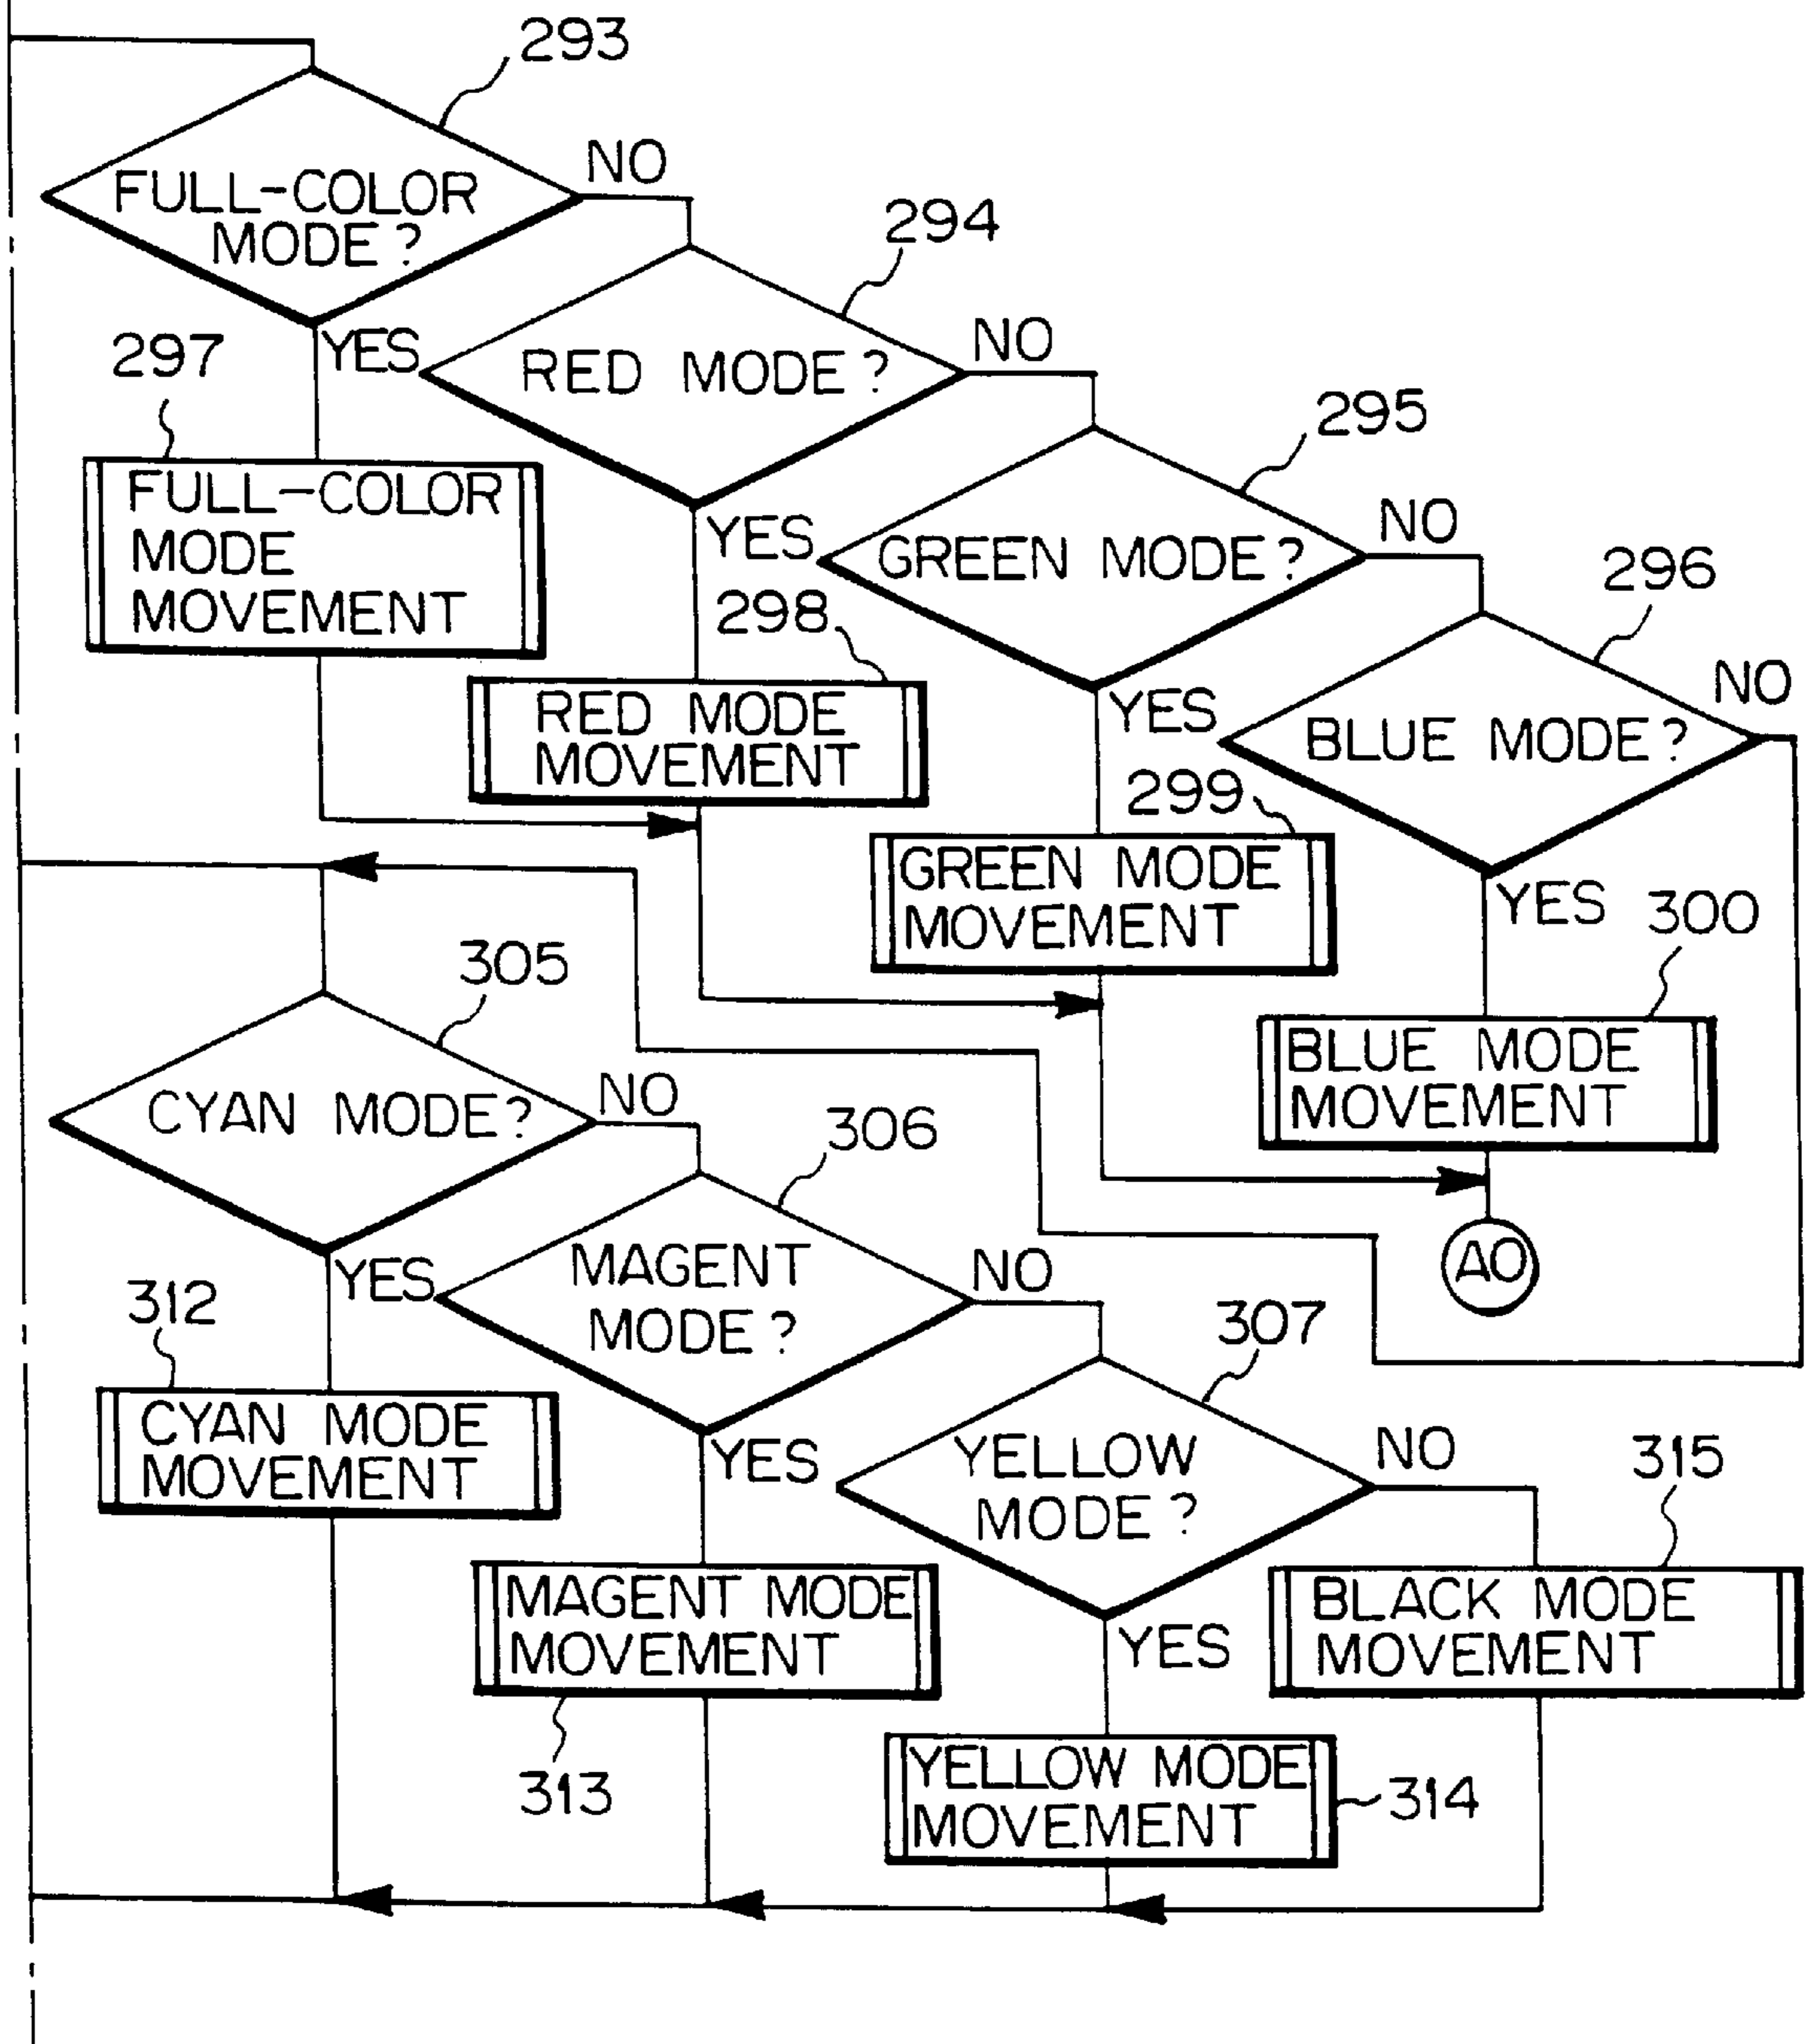 293
FULL-COLOR
MODE?
NO
294
YES
RED MODE?
NO
297
295
FULL-COLOR
MODE
MOVEMENT
YES
GREEN MODE?
NO
296
298
RED MODE
MOVEMENT
YES
BLUE MODE?
NO
299
GREEN MODE
MOVEMENT
YES
300
305
BLUE MODE
MOVEMENT
CYAN MODE?
NO
306
AO
YES
MAGENT
MODE?
NO
312
307
CYAN MODE
MOVEMENT
YES
YELLOW
MODE?
NO
315
MAGENT MODE
MOVEMENT
YES
BLACK MODE
MOVEMENT
313
YELLOW MODE
MOVEMENT
314